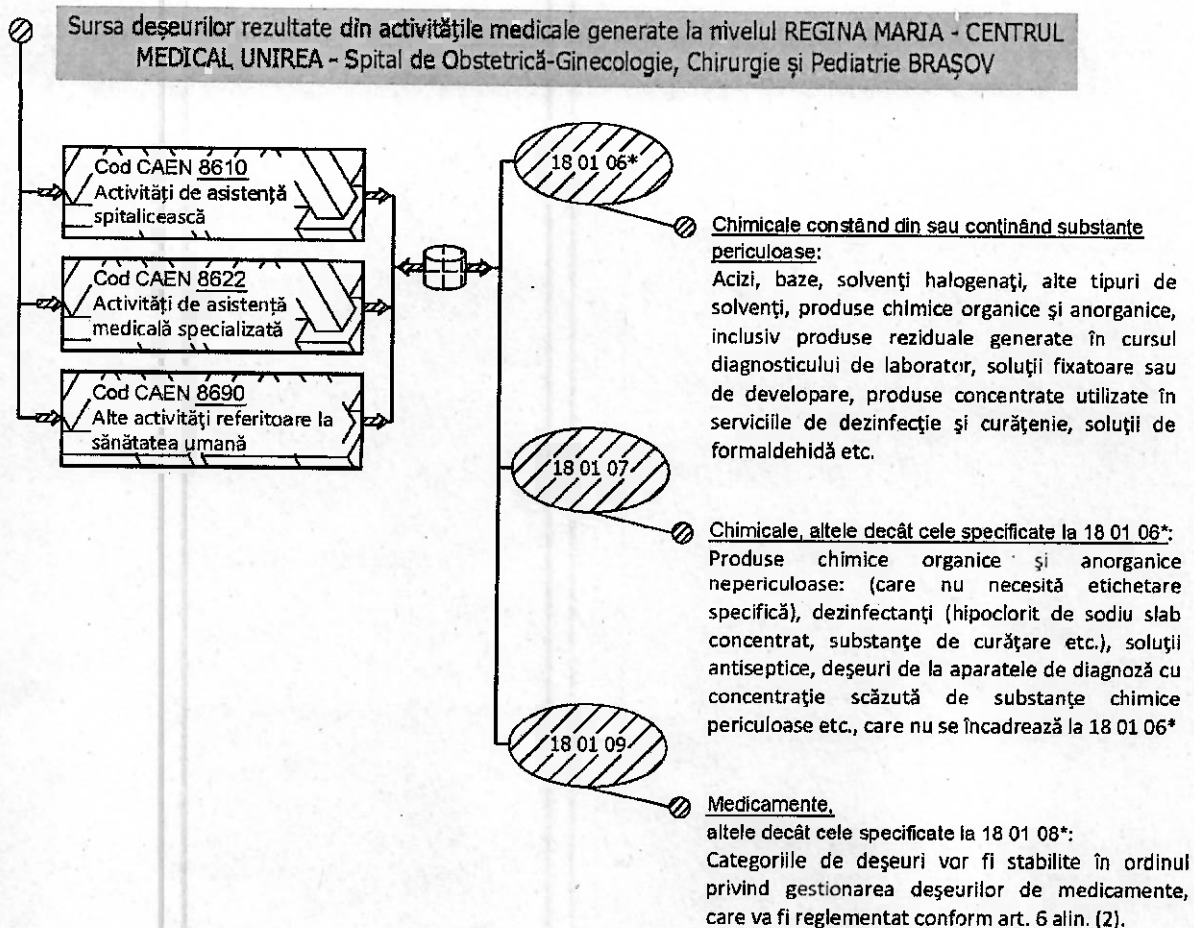 Sursa deșeurilor rezultate din activitățile medicale generate la nivelul REGINA MARIA - CENTRUL
MEDICAL UNIREA - Spital de Obstetrică-Ginecologie, Chirurgie și Pediatrie BRAȘOV
Cod CAEN 8610
Activități de asistență
spitalicească
Cod CAEN 8622
Activități de asistență
medicală specializată
Cod CAEN 8690
Alte activități referitoare la
sănătatea umană
18 01 06*
Chimicale constând din sau conținând substanțe
periculoase:
Acizi, baze, solvenți halogenați, alte tipuri de
solvenți, produse chimice organice și anorganice,
inclusiv produse reziduale generate în cursul
diagnosticului de laborator, soluții fixatoare sau
de developare, produse concentrate utilizate în
serviciile de dezinfecție și curățenie, soluții de
formaldehidă etc.
18 01 07
Chimicale, altele decât cele specificate la 18 01 06*:
Produse chimice organice și anorganice
nepericuloase: (care nu necesită etichetare
specifică), dezinfectanți (hipoclorit de sodiu slab
concentrat, substanțe de curățare etc.), soluții
antiseptice, deșeuri de la aparatele de diagnoză cu
concentrație scăzută de substanțe chimice
periculoase etc., care nu se încadrează la 18 01 06*
18 01 09
Medicamente,
altele decât cele specificate la 18 01 08*:
Categoriile de deșeuri vor fi stabilite în ordinul
privind gestionarea deșeurilor de medicamente,
care va fi reglementat conform art. 6 alin. (2).